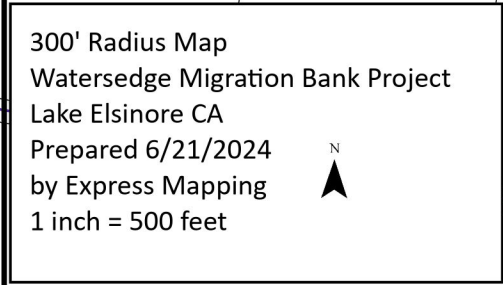 300' Radius Map
Watersedge Migration Bank Project
Lake Elsinore CA
Prepared 6/21/2024
N
by Express Mapping
1 inch = 500 feet